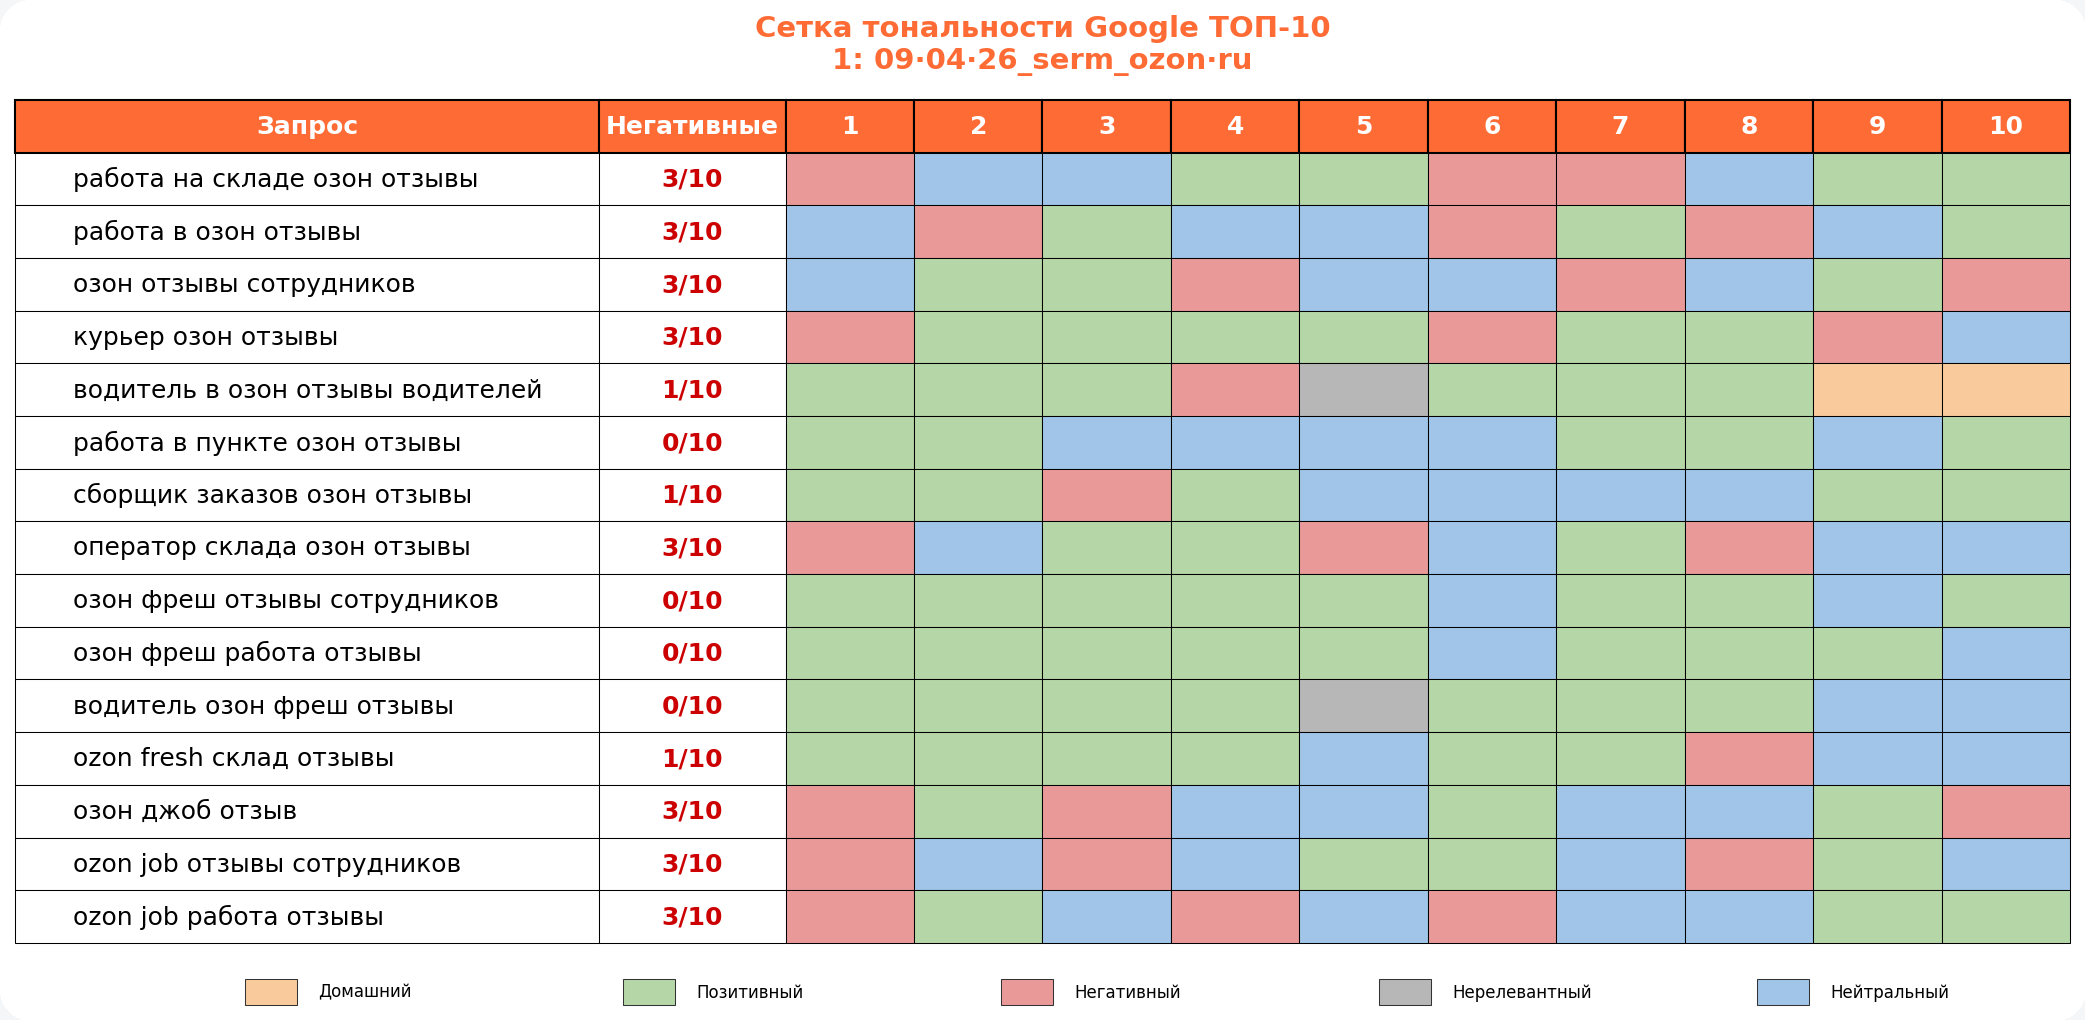 Сетка тональности Google ТОП-10
1: 09·04·26_serm_ozon·ru
Запрос Негативные 1 2 3 4 5 6 7 8 9 10
работа на складе озон отзывы 3/10
работа в озон отзывы 3/10
озон отзывы сотрудников 3/10
курьер озон отзывы 3/10
водитель в озон отзывы водителей 1/10
работа в пункте озон отзывы 0/10
сборщик заказов озон отзывы 1/10
оператор склада озон отзывы 3/10
озон фреш отзывы сотрудников 0/10
озон фреш работа отзывы 0/10
водитель озон фреш отзывы 0/10
ozon fresh склад отзывы 1/10
озон джоб отзыв 3/10
ozon job отзывы сотрудников 3/10
ozon job работа отзывы 3/10
Домашний Позитивный Негативный Нерелевантный Нейтральный